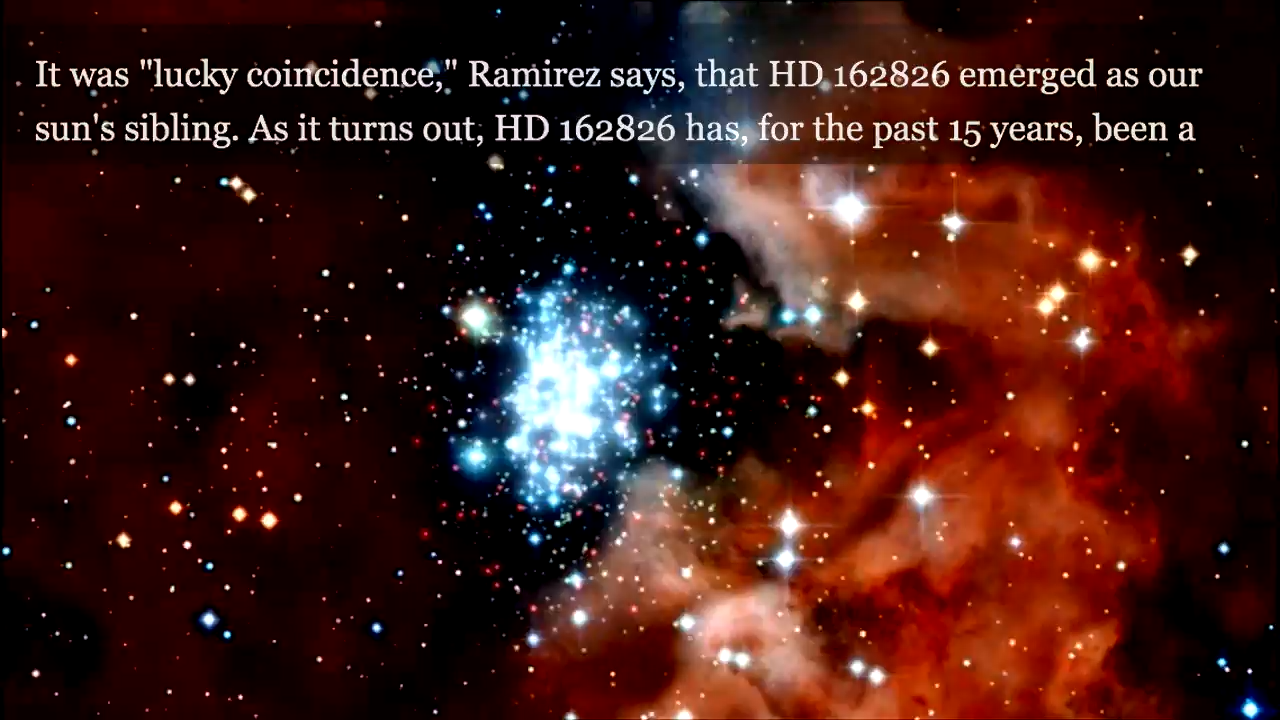 It was "lucky coincidence," Ramirez says, that HD 162826 emerged as our
sun's sibling. As it turns out, HD 162826 has, for the past 15 years, been a